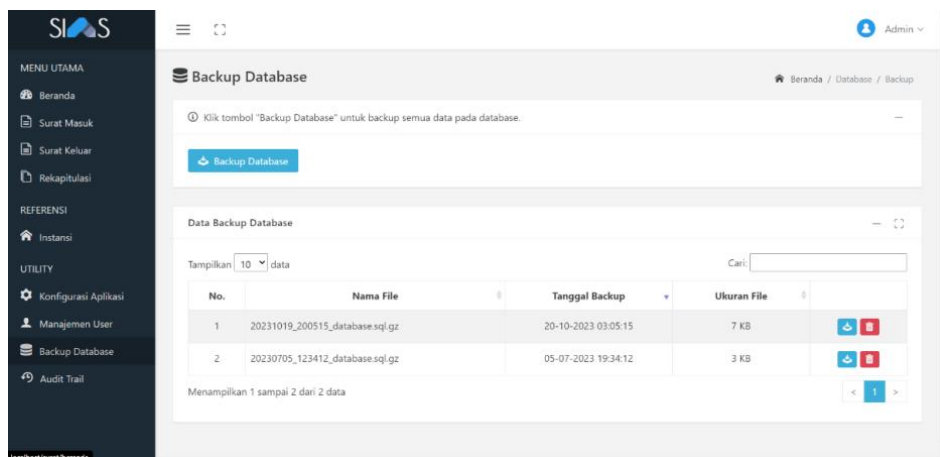 SIMS
Admin
MENU UTAMA
Beranda
Surat Masuk
Surat Keluar
Rekapitulasi
REFERENSI
Instansi
UTILITY
Konfigurasi Aplikasi
Manajemen User
Backup Database
Audit Trail
Backup Database
Beranda / Database / Backup
Klik tombol "Backup Database" untuk backup semua data pada database.
Backup Database
Data Backup Database
Tampilkan 10 data
Cari:
No. Nama File Tanggal Backup Ukuran File
1 20231019_200515_database.sql.gz 20-10-2023 03:05:15 7 KB
2 20230705_123412_database.sql.gz 05-07-2023 19:34:12 3 KB
Menampilkan 1 sampai 2 dari 2 data
< 1 >